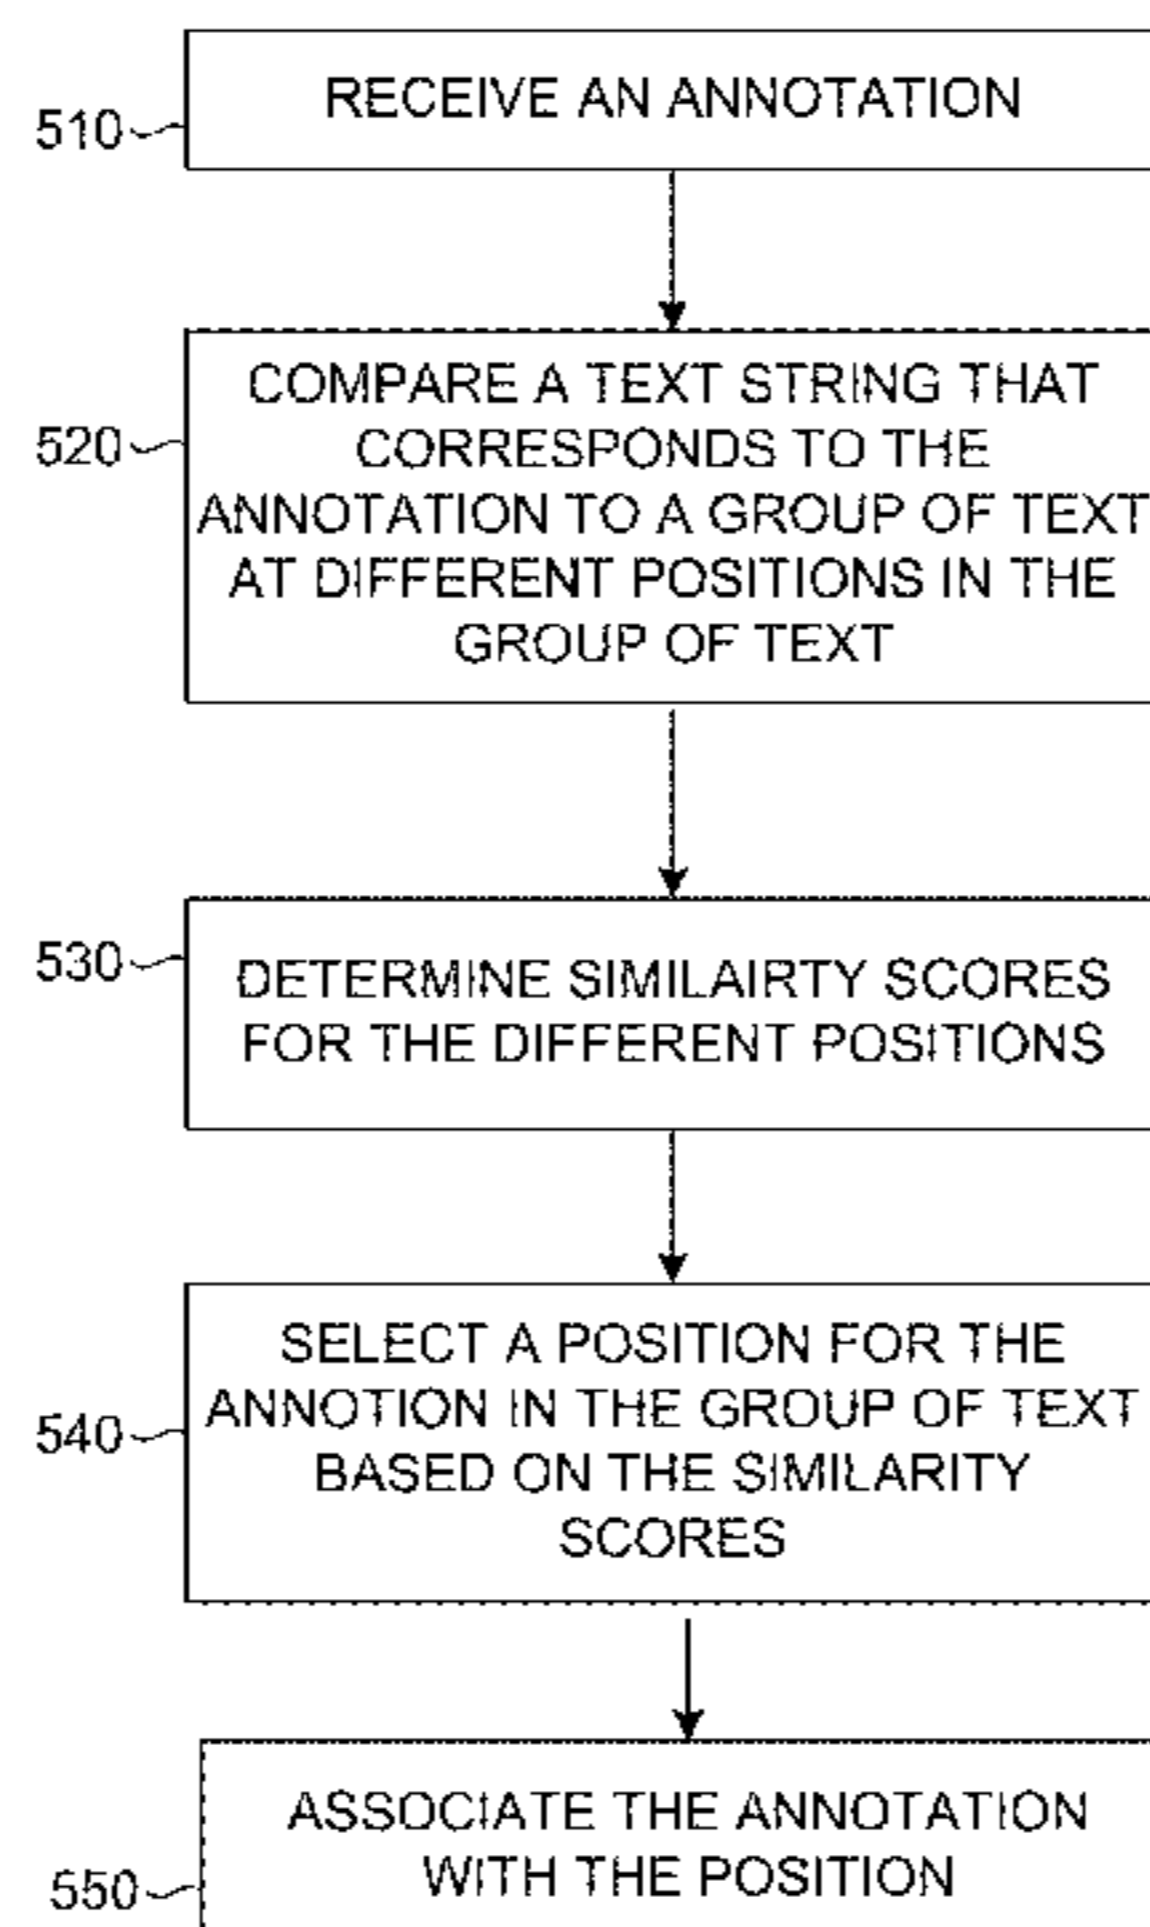 RECEIVE AN ANNOTATION
510
COMPARE A TEXT STRING THAT
520
CORRESPONDS TO THE
ANNOTATION TO A GROUP OF TEXT
AT DIFFERENT POSITIONS IN THE
GROUP OF TEXT
530
DETERMINE SIMILAIRTY SCORES
FOR THE DIFFERENT POSITIONS
SELECT A POSITION FOR THE
ANNOTION IN THE GROUP OF TEXT
540
BASED ON THE SIMILARITY
SCORES
ASSOCIATE THE ANNOTATION
WITH THE POSITION
550